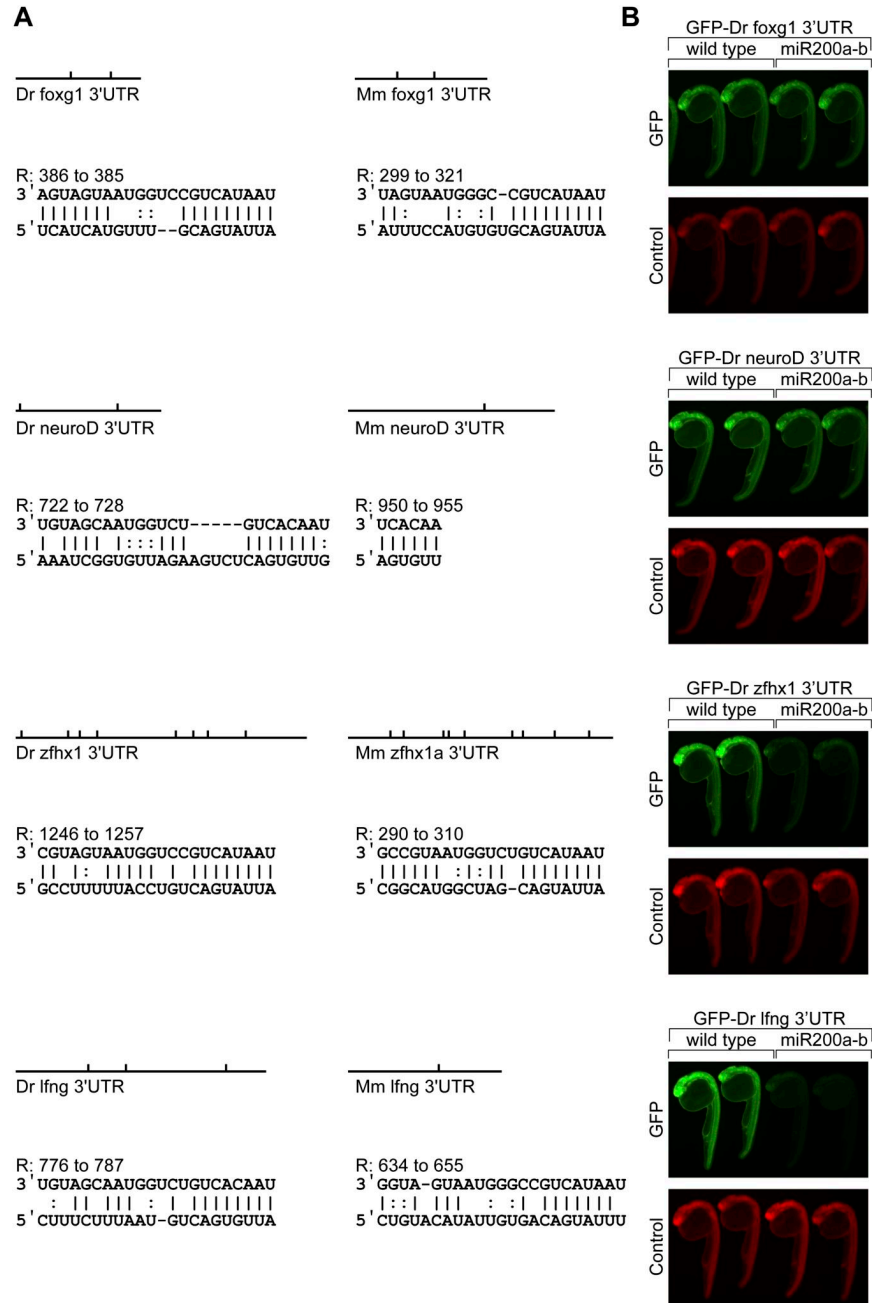 A
Dr foxg1 3'UTR
R: 386 to 385
3'AGUAGUAAUGGUCCGUCAUAAU
||||||| :: |||||||||
5'UCAUCAUGUUU--GCAGUAUUA
Mm foxg1 3'UTR
R: 299 to 321
3'UAGUAAUGGGC-CGUCAUAAU
||: |:| |||||||||
5'AUUUCCAUGUGUGCAGUAUUA
Dr neuroD 3'UTR
R: 722 to 728
3'UGUAGCAAUGGUCU-----GUCACAAU
| |||| |:::||| |||||||:
5'AAAUCGGUGUUAGAAGUCUCAGUGUUG
Mm neuroD 3'UTR
R: 950 to 955
3'UCACAA
||||||
5'AGUGUU
Dr zfhx1 3'UTR
R: 1246 to 1257
3'CGUAGUAAUGGUCCGUCAUAAU
|| |: |||| | ||||||||
5'GCCUUUUUACCUGUCAGUAUUA
Mm zfhx1a 3'UTR
R: 290 to 310
3'GCCGUAAUGGUCUGUCAUAAU
|||||| :|:|| ||||||||
5'CGGCAUGGCUAG-CAGUAUUA
Dr lfng 3'UTR
R: 776 to 787
3'UGUAGCAAUGGUCUGUCACAAU
: || ||| : | ||||||||
5'CUUUCUUUAAU-GUCAGUGUUA
Mm lfng 3'UTR
R: 634 to 655
3'GGUA-GUAAUGGGCCGUCAUAAU
|::| ||| : : |||||||
5'CUGUACAUAUUGUGACAGUAUUU
B
GFP-Dr foxg1 3’UTR
wild type miR200a-b
GFP
Control
GFP-Dr neuroD 3’UTR
wild type miR200a-b
GFP
Control
GFP-Dr zfhx1 3’UTR
wild type miR200a-b
GFP
Control
GFP-Dr lfng 3’UTR
wild type miR200a-b
GFP
Control